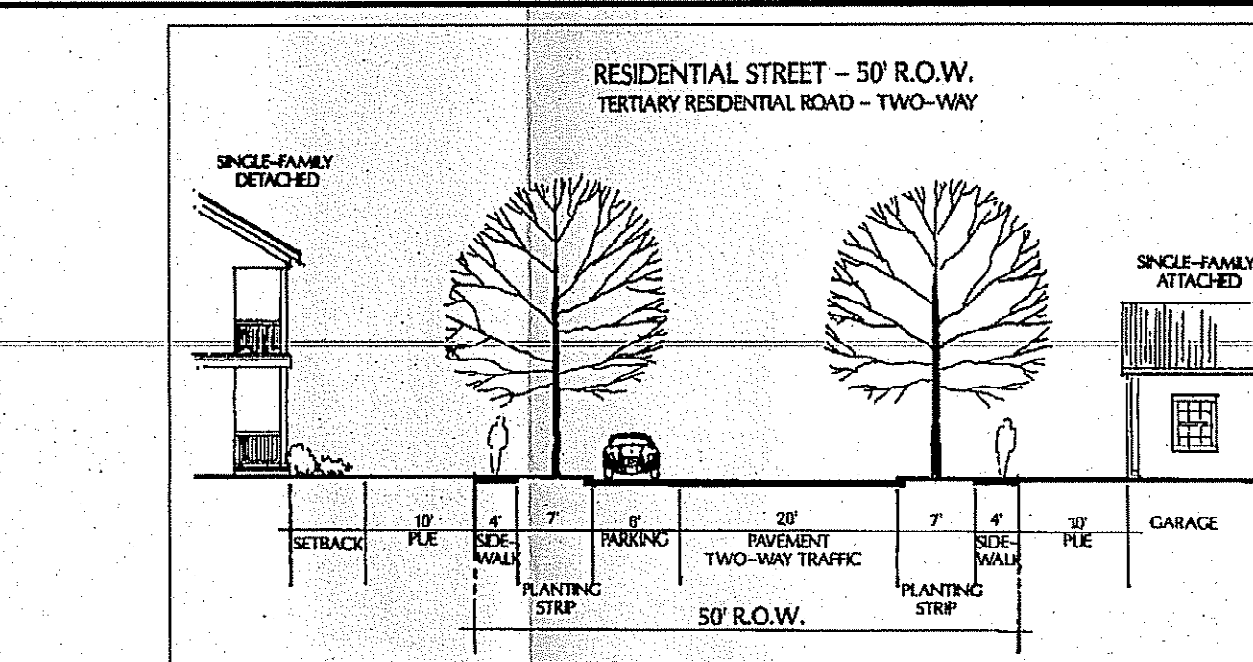 RESIDENTIAL STREET – 50' R.O.W.
TERTIARY RESIDENTIAL ROAD – TWO-WAY
SINGLE-FAMILY
DETACHED
SINGLE-FAMILY
ATTACHED
SETBACK
10'
PUE
4'
SIDE-
WALK
7'
PLANTING
STRIP
8'
PARKING
20'
PAVEMENT
TWO-WAY TRAFFIC
7'
PLANTING
STRIP
4'
SIDE-
WALK
10'
PUE
GARAGE
50' R.O.W.